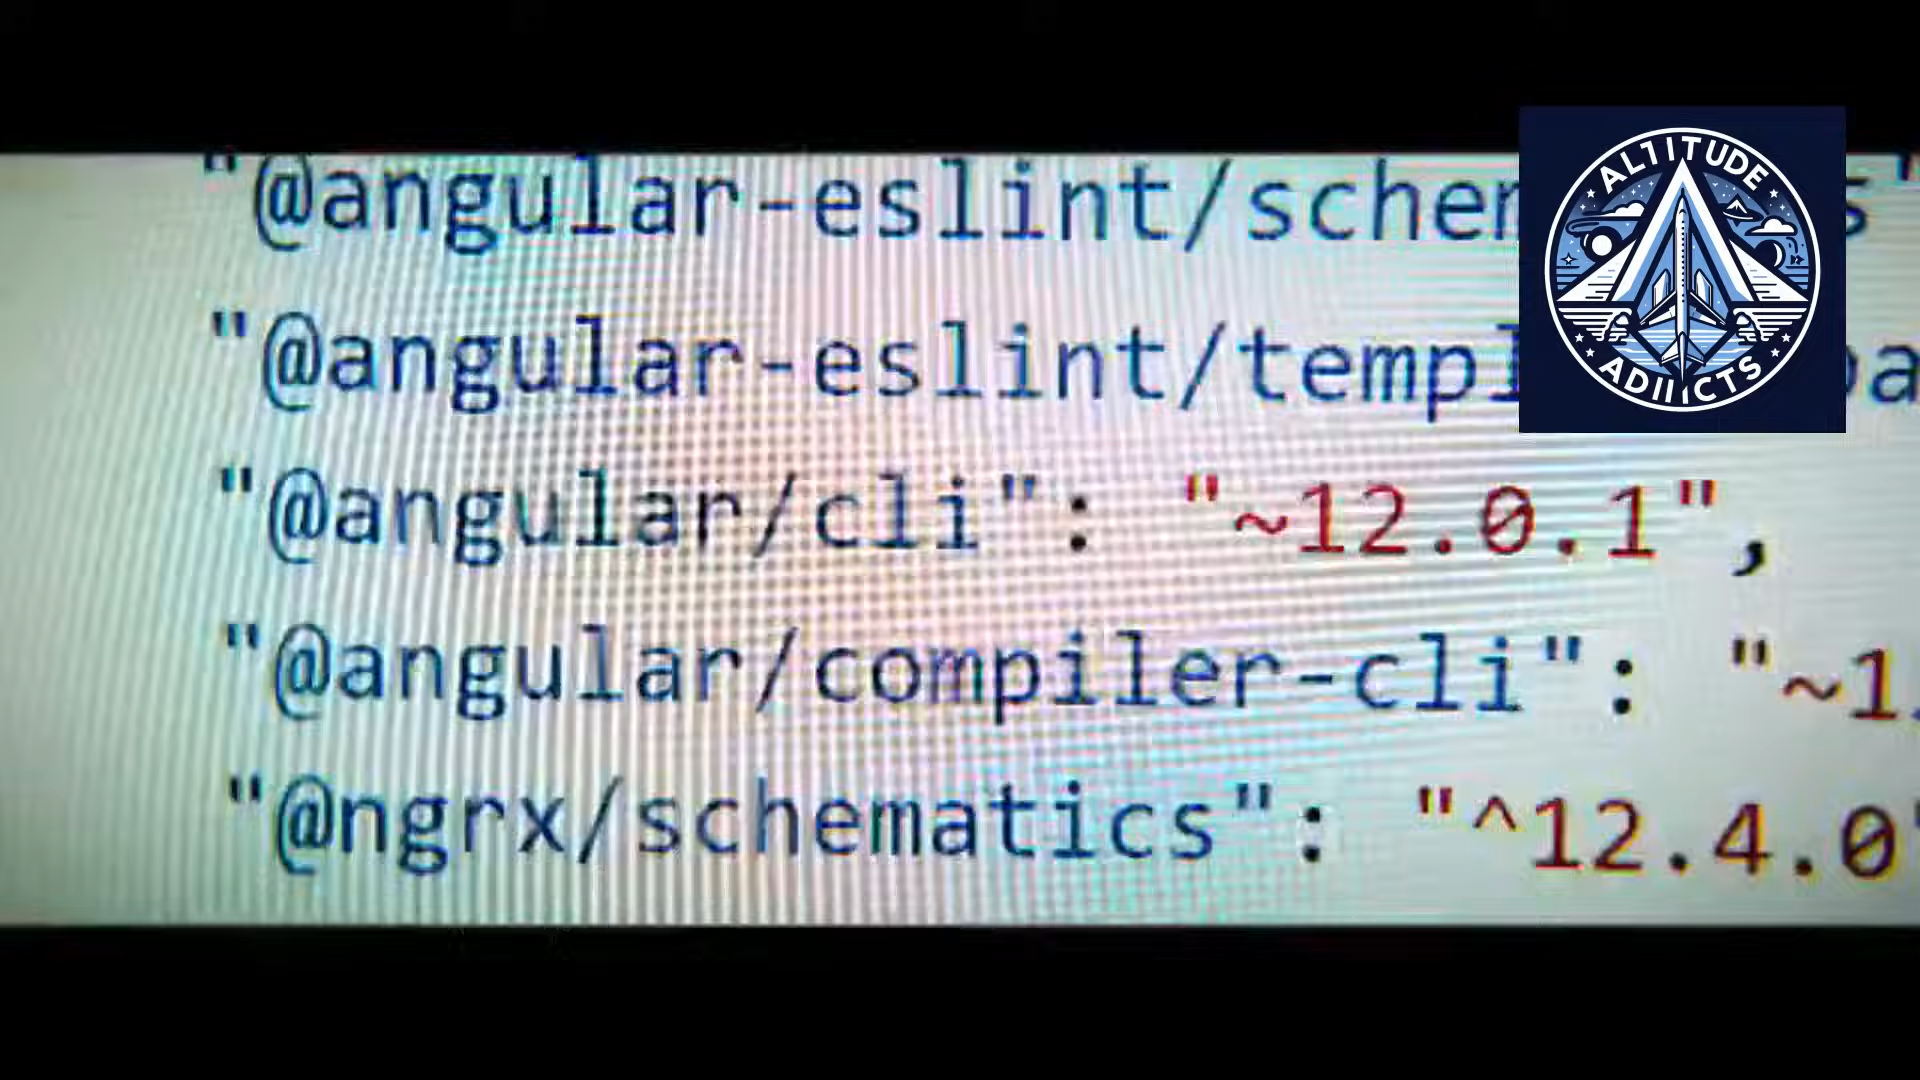 "@angular-eslint/schem
"@angular-eslint/templ
"@angular/cli": "~12.0.1",
"@angular/compiler-cli": "~1
"@ngrx/schematics": "^12.4.0"
AL1IITUDE
ADIICTS